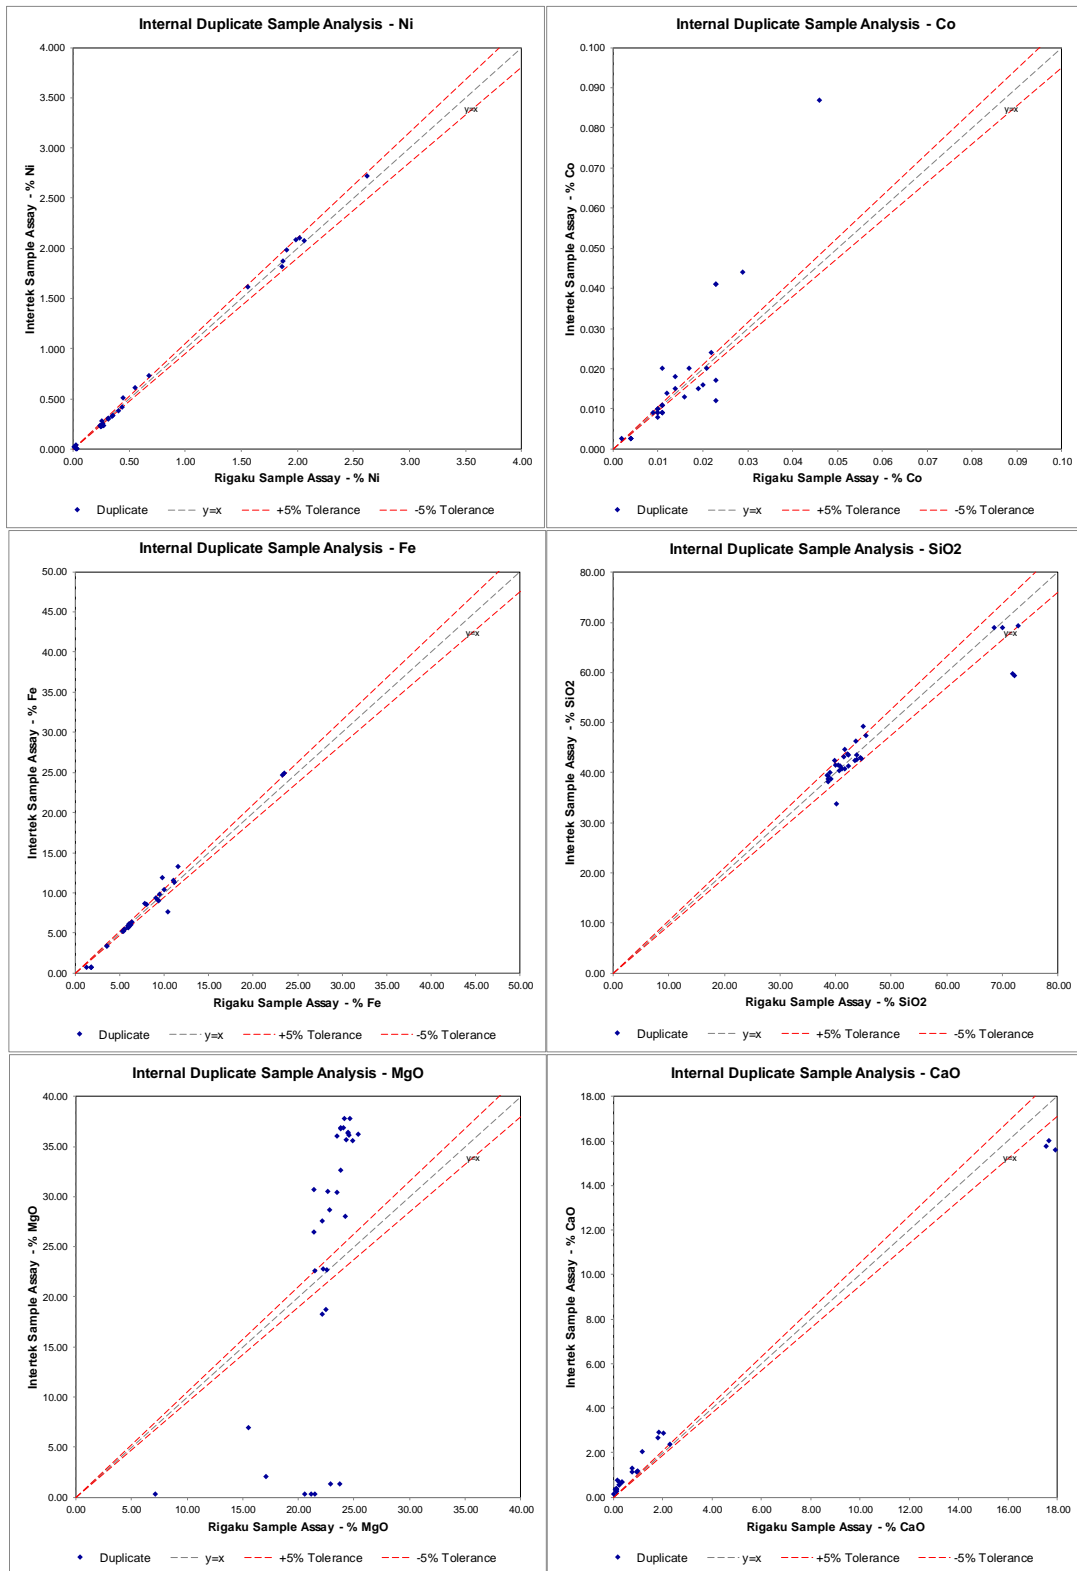 Internal Duplicate Sample Analysis - Ni
4.000
3.500
3.000
2.500
2.000
1.500
1.000
0.500
0.000
Intertek Sample Assay - % Ni
y=x
0.00 0.50 1.00 1.50 2.00 2.50 3.00 3.50 4.00
Rigaku Sample Assay - % Ni
Duplicate y=x +5% Tolerance -5% Tolerance
Internal Duplicate Sample Analysis - Co
0.100
0.090
0.080
0.070
0.060
0.050
0.040
0.030
0.020
0.010
0.000
Intertek Sample Assay - % Co
y=x
0.00 0.01 0.02 0.03 0.04 0.05 0.06 0.07 0.08 0.09 0.10
Rigaku Sample Assay - % Co
Duplicate y=x +5% Tolerance -5% Tolerance
Internal Duplicate Sample Analysis - Fe
50.00
45.00
40.00
35.00
30.00
25.00
20.00
15.00
10.00
5.00
0.00
Intertek Sample Assay - % Fe
y=x
0.00 5.00 10.00 15.00 20.00 25.00 30.00 35.00 40.00 45.00 50.00
Rigaku Sample Assay - % Fe
Duplicate y=x +5% Tolerance -5% Tolerance
Internal Duplicate Sample Analysis - SiO2
80.00
70.00
60.00
50.00
40.00
30.00
20.00
10.00
0.00
Intertek Sample Assay - % SiO2
y=x
0.00 10.00 20.00 30.00 40.00 50.00 60.00 70.00 80.00
Rigaku Sample Assay - % SiO2
Duplicate y=x +5% Tolerance -5% Tolerance
Internal Duplicate Sample Analysis - MgO
40.00
35.00
30.00
25.00
20.00
15.00
10.00
5.00
0.00
Intertek Sample Assay - % MgO
y=x
0.00 5.00 10.00 15.00 20.00 25.00 30.00 35.00 40.00
Rigaku Sample Assay - % MgO
Duplicate y=x +5% Tolerance -5% Tolerance
Internal Duplicate Sample Analysis - CaO
18.00
16.00
14.00
12.00
10.00
8.00
6.00
4.00
2.00
0.00
Intertek Sample Assay - % CaO
y=x
0.00 2.00 4.00 6.00 8.00 10.00 12.00 14.00 16.00 18.00
Rigaku Sample Assay - % CaO
Duplicate y=x +5% Tolerance -5% Tolerance